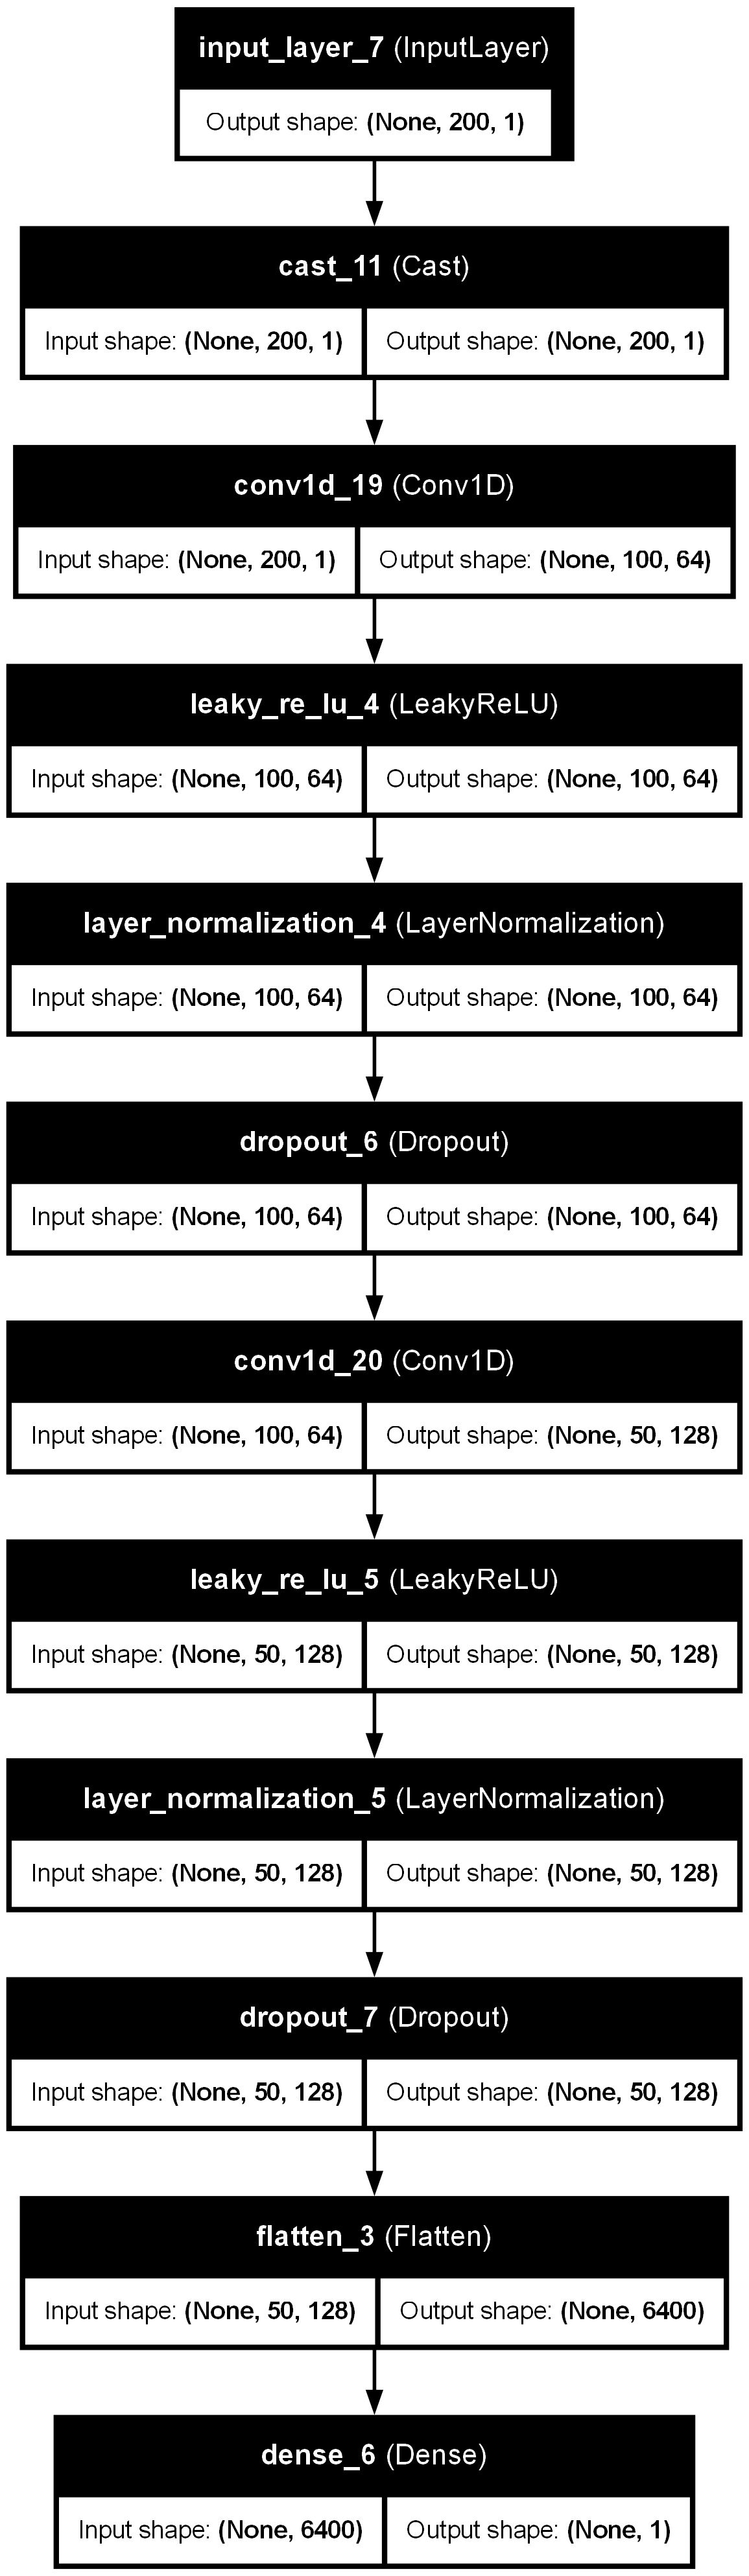 input_layer_7 (InputLayer)
Output shape: (None, 200, 1)
cast_11 (Cast)
Input shape: (None, 200, 1) Output shape: (None, 200, 1)
conv1d_19 (Conv1D)
Input shape: (None, 200, 1) Output shape: (None, 100, 64)
leaky_re_lu_4 (LeakyReLU)
Input shape: (None, 100, 64) Output shape: (None, 100, 64)
layer_normalization_4 (LayerNormalization)
Input shape: (None, 100, 64) Output shape: (None, 100, 64)
dropout_6 (Dropout)
Input shape: (None, 100, 64) Output shape: (None, 100, 64)
conv1d_20 (Conv1D)
Input shape: (None, 100, 64) Output shape: (None, 50, 128)
leaky_re_lu_5 (LeakyReLU)
Input shape: (None, 50, 128) Output shape: (None, 50, 128)
layer_normalization_5 (LayerNormalization)
Input shape: (None, 50, 128) Output shape: (None, 50, 128)
dropout_7 (Dropout)
Input shape: (None, 50, 128) Output shape: (None, 50, 128)
flatten_3 (Flatten)
Input shape: (None, 50, 128) Output shape: (None, 6400)
dense_6 (Dense)
Input shape: (None, 6400) Output shape: (None, 1)